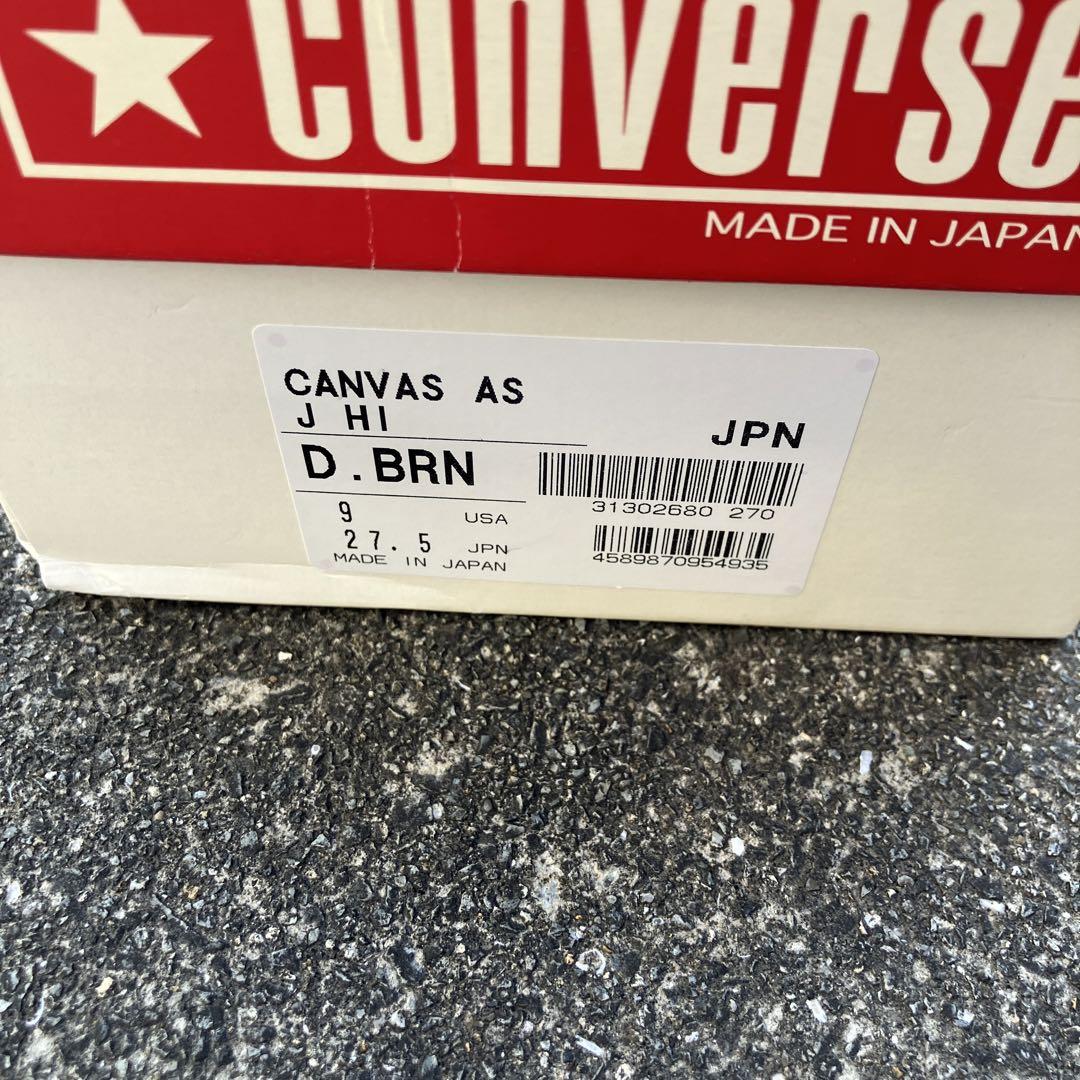 converse
MADE IN JAPAN
CANVAS AS
J HI
JPN
D.BRN
31302680 270
9 USA
27.5 JPN
4589870954935
MADE IN JAPAN